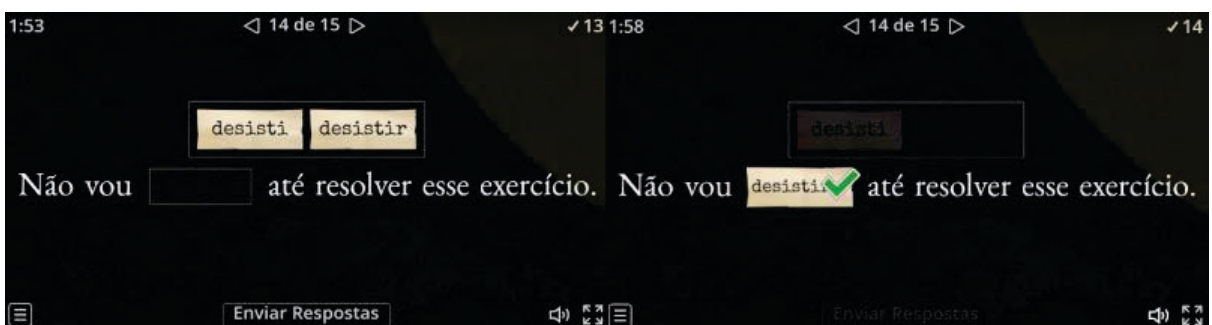 1:53 ◁ 14 de 15 ▷ ✓ 13
desisti desistir
Não vou até resolver esse exercício.
Enviar Respostas
1:58 ◁ 14 de 15 ▷ ✓ 14
desisti
Não vou desistir até resolver esse exercício.
Enviar Respostas